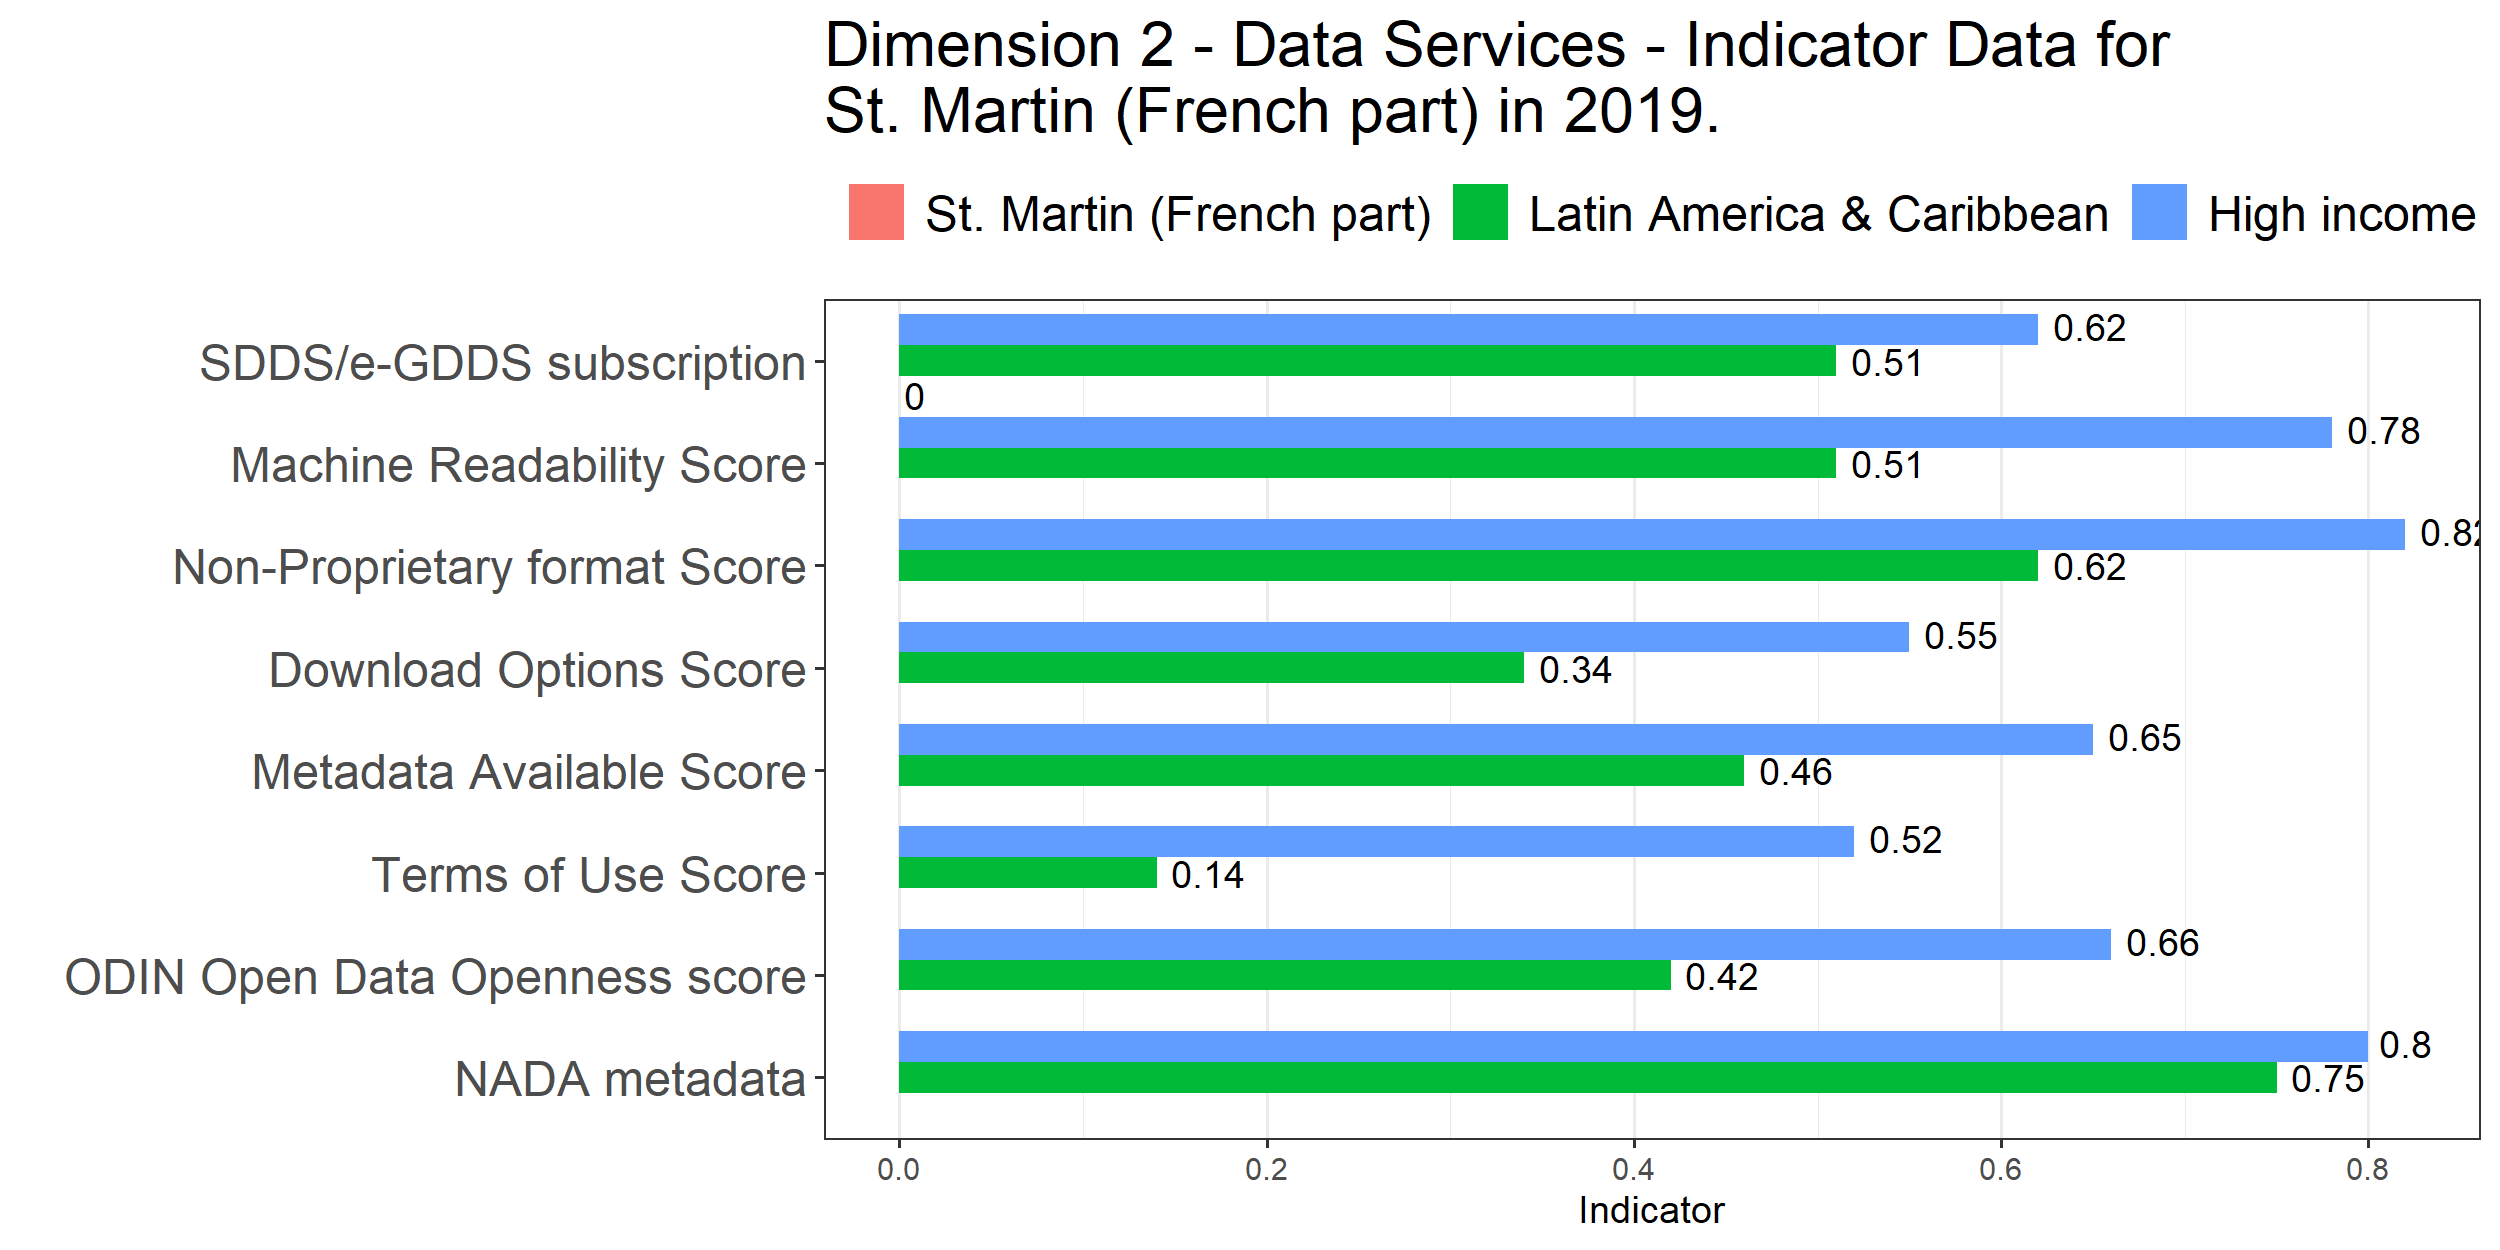 Dimension 2 - Data Services - Indicator Data for
St. Martin (French part) in 2019.
St. Martin (French part) Latin America & Caribbean High income
SDDS/e-GDDS subscription
0.62
0.51
0
Machine Readability Score
0.78
0.51
Non-Proprietary format Score
0.82
0.62
Download Options Score
0.55
0.34
Metadata Available Score
0.65
0.46
Terms of Use Score
0.52
0.14
ODIN Open Data Openness score
0.66
0.42
NADA metadata
0.8
0.75
0.0 0.2 0.4 0.6 0.8
Indicator